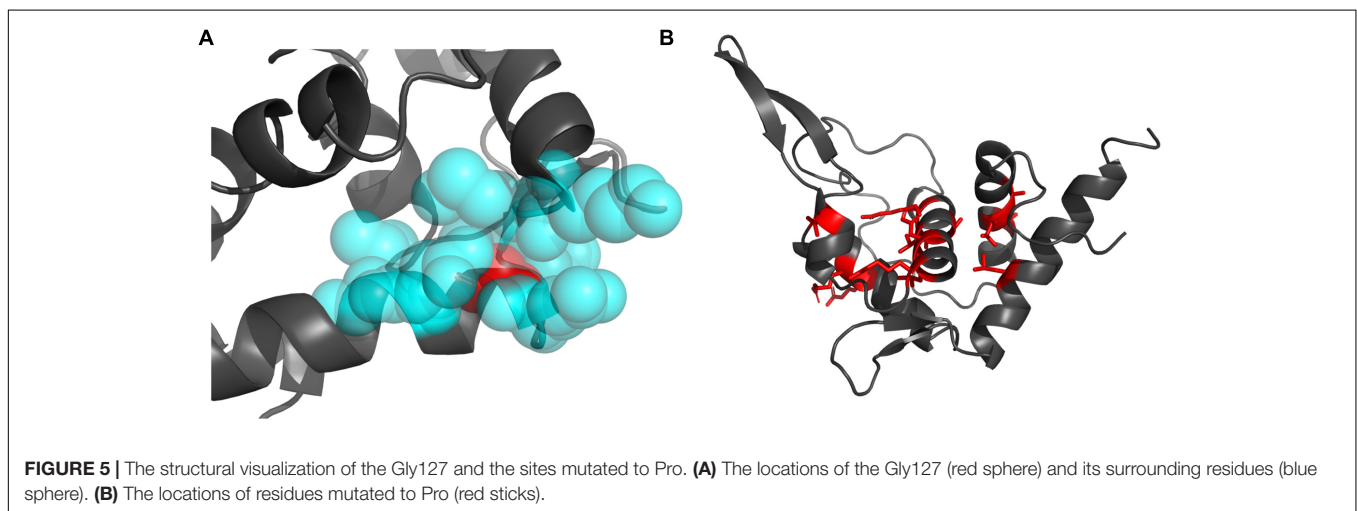 A
B
FIGURE 5 | The structural visualization of the Gly127 and the sites mutated to Pro. (A) The locations of the Gly127 (red sphere) and its surrounding residues (blue
sphere). (B) The locations of residues mutated to Pro (red sticks).